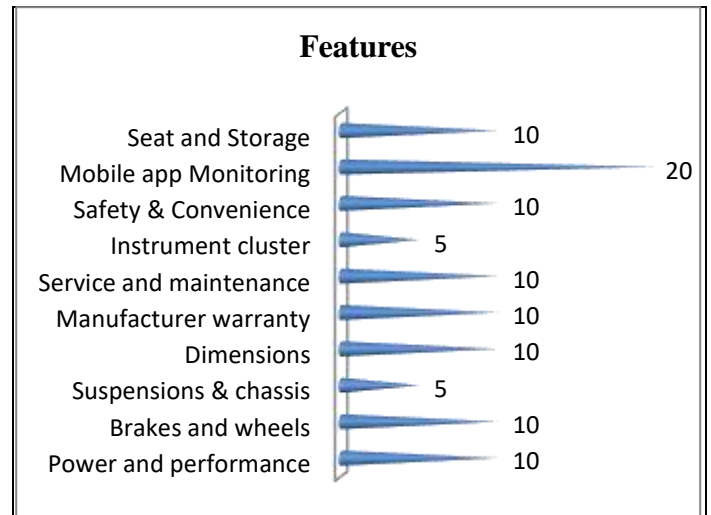 Features
Seat and Storage 10
Mobile app Monitoring 20
Safety & Convenience 10
Instrument cluster 5
Service and maintenance 10
Manufacturer warranty 10
Dimensions 10
Suspensions & chassis 5
Brakes and wheels 10
Power and performance 10